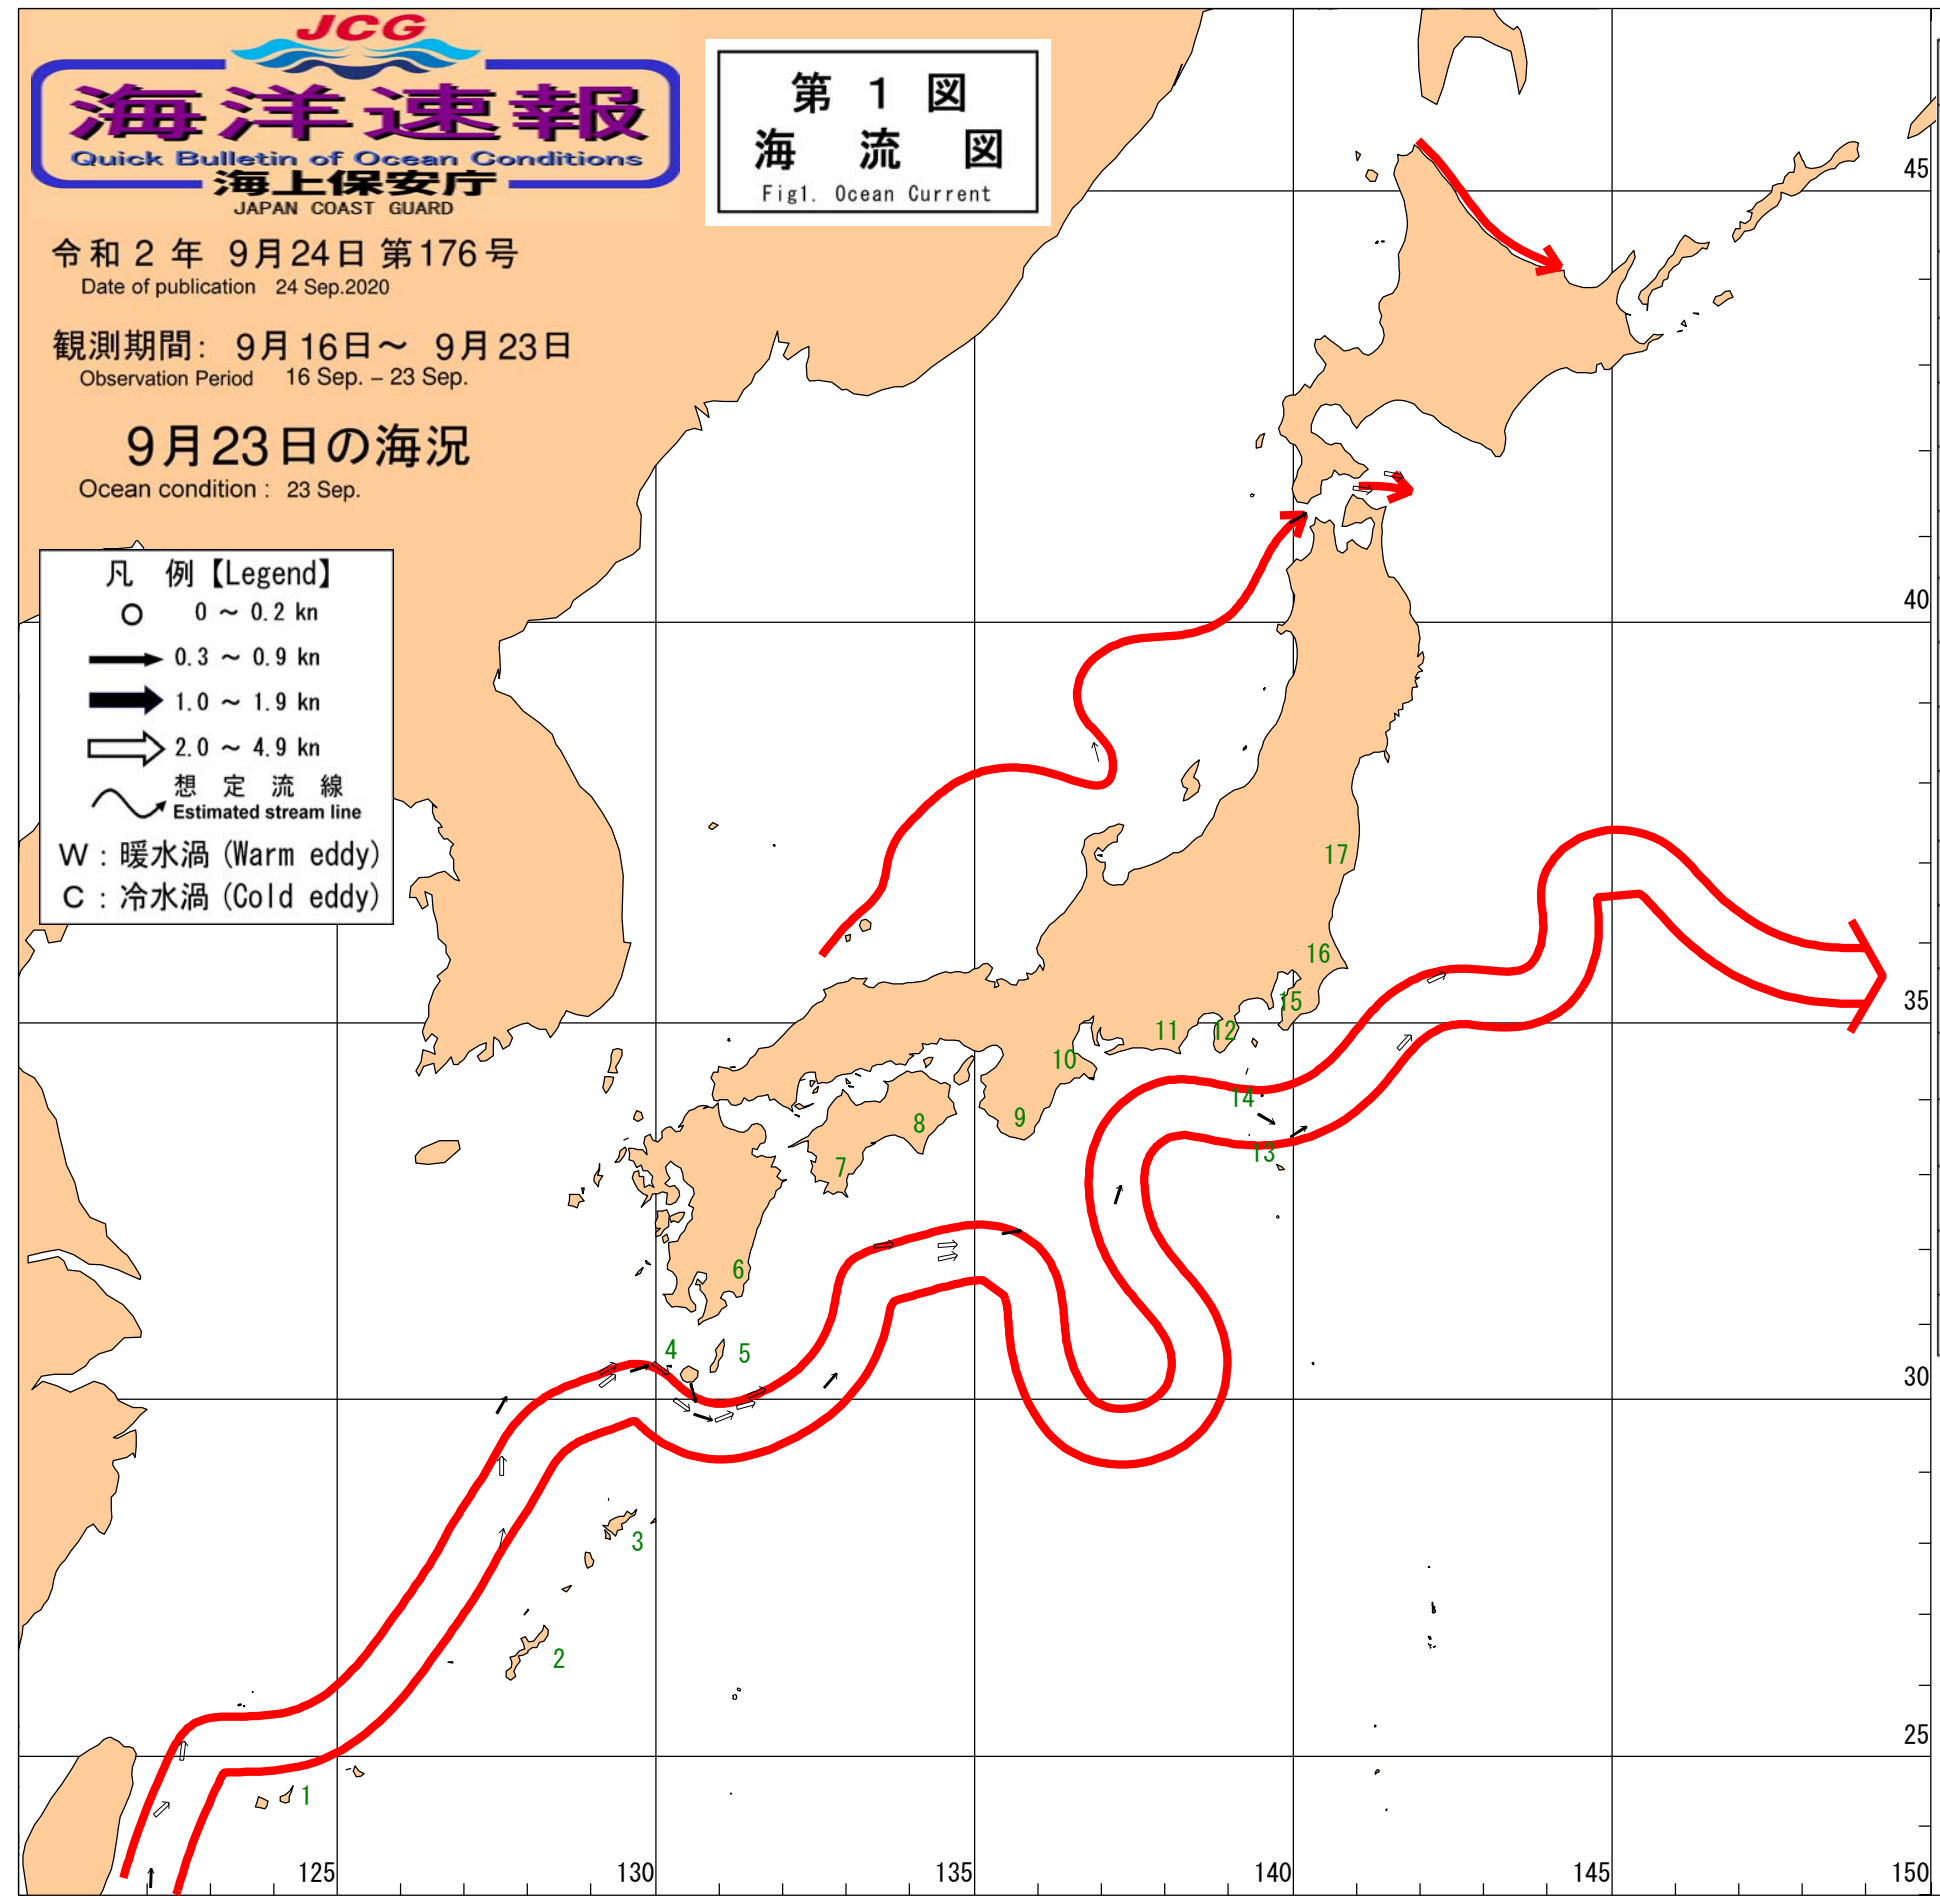 JCG
海洋速報
Quick Bulletin of Ocean Conditions
海上保安庁
JAPAN COAST GUARD
第 1 図
海 流 図
Fig1. Ocean Current
令和 2 年 9月24日 第176号
Date of publication 24 Sep.2020
観測期間: 9月16日～ 9月23日
Observation Period 16 Sep. – 23 Sep.
9月23日の海況
Ocean condition : 23 Sep.
凡 例【Legend】
0 ～ 0.2 kn
0.3 ～ 0.9 kn
1.0 ～ 1.9 kn
2.0 ～ 4.9 kn
想 定 流 線
Estimated stream line
W : 暖水渦 (Warm eddy)
C : 冷水渦 (Cold eddy)
45
40
17
16
35
15
11
12
10
14
9
8
13
7
6
4
5
30
3
2
25
1
125
130
135
140
145
150